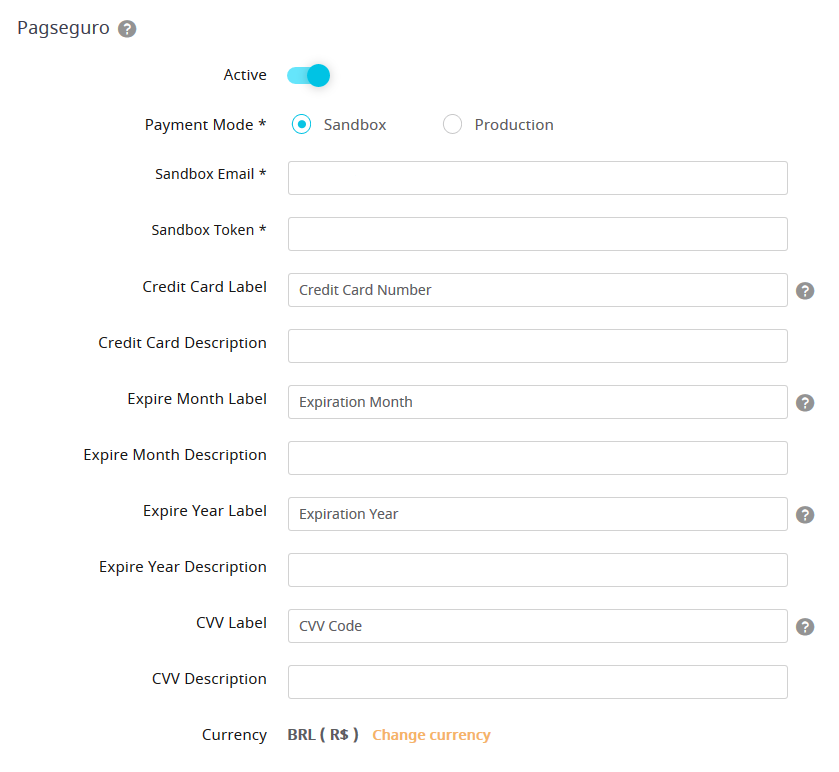 Pagseguro ?
Active
Payment Mode * Sandbox Production
Sandbox Email *
Sandbox Token *
Credit Card Label Credit Card Number ?
Credit Card Description
Expire Month Label Expiration Month ?
Expire Month Description
Expire Year Label Expiration Year ?
Expire Year Description
CVV Label CVV Code ?
CVV Description
Currency BRL ( R$ ) Change currency